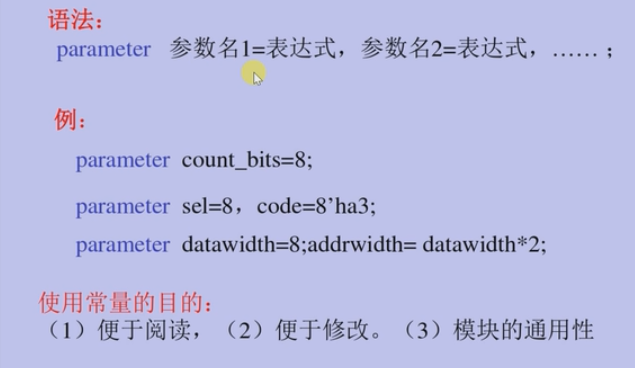 语法：
parameter 参数名1=表达式，参数名2=表达式，……；
例：
parameter count_bits=8;
parameter sel=8，code=8’ha3;
parameter datawidth=8;addrwidth= datawidth*2;
使用常量的目的：
（1）便于阅读，（2）便于修改。（3）模块的通用性